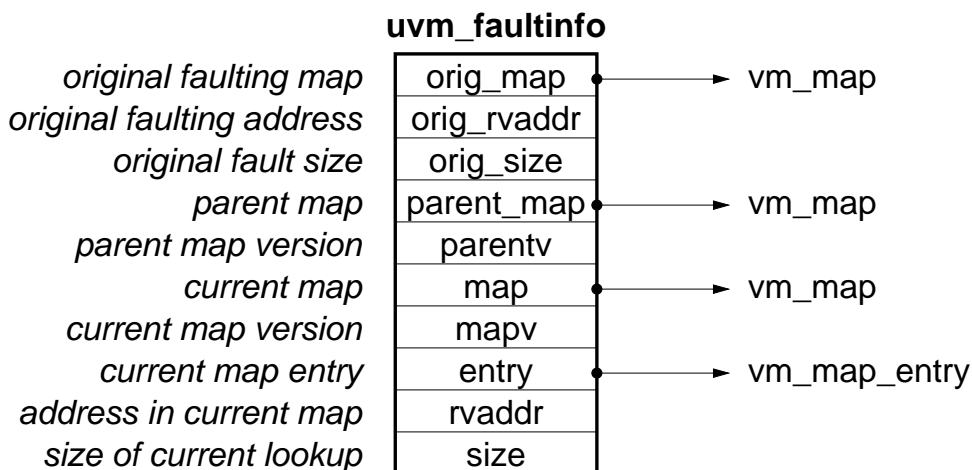 uvm_faultinfo
original faulting map orig_map vm_map
original faulting address orig_rvaddr
original fault size orig_size
parent map parent_map vm_map
parent map version parentv
current map map vm_map
current map version mapv
current map entry entry vm_map_entry
address in current map rvaddr
size of current lookup size